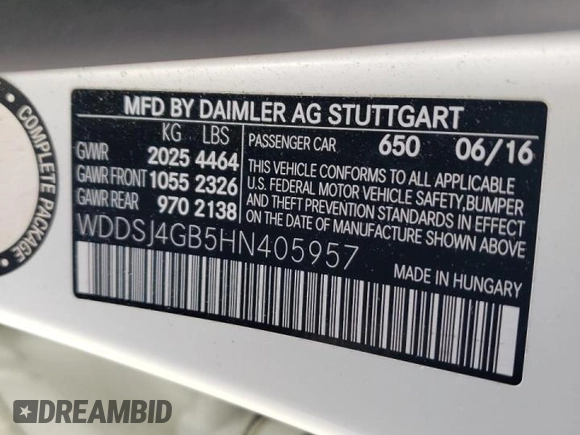 COMPLETE PACKAGE
MFD BY DAIMLER AG STUTTGART
KG LBS
GVWR 2025 4464
GAWR FRONT 1055 2326
GAWR REAR 970 2138
PASSENGER CAR 650 06/16
THIS VEHICLE CONFORMS TO ALL APPLICABLE
U.S. FEDERAL MOTOR VEHICLE SAFETY,BUMPER
AND THEFT PREVENTION STANDARDS IN EFFECT
ON THE DATE OF MANUFACTURE SHOWN ABOVE.
WDDSJ4GB5HN405957
MADE IN HUNGARY
DREAMBID